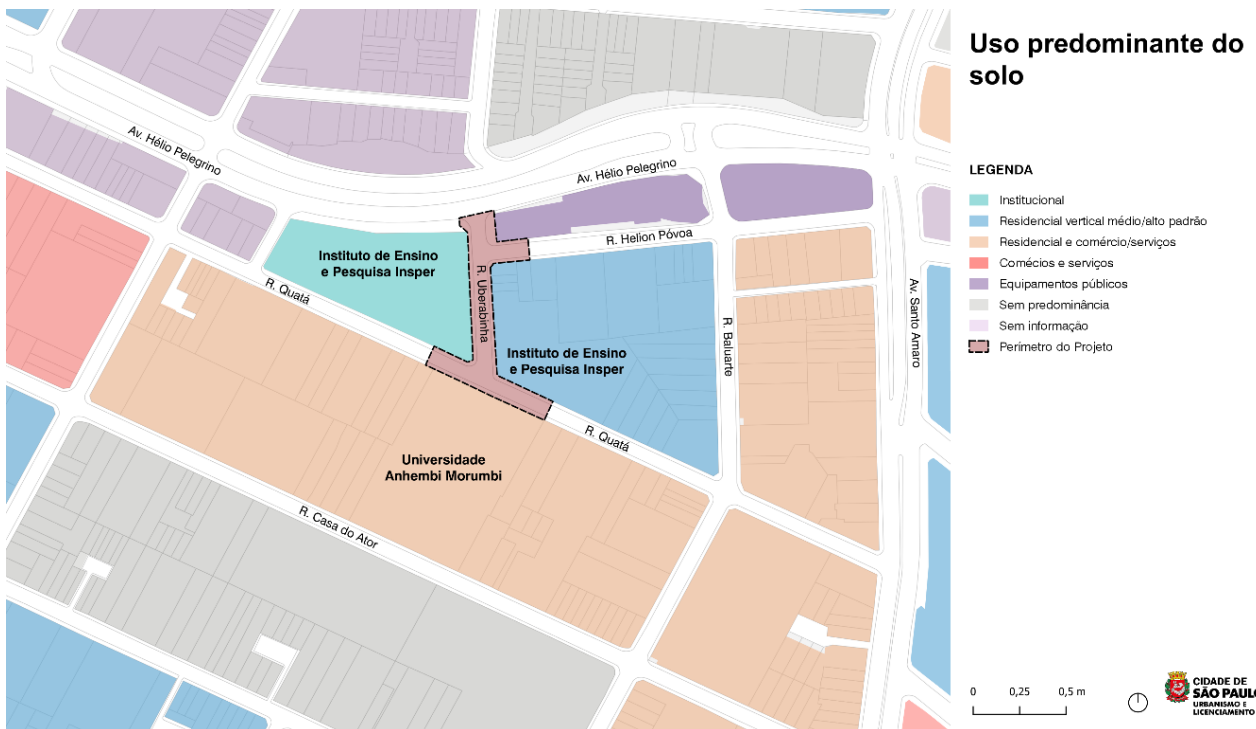 Uso predominante do
solo
LEGENDA
Institucional
Residencial vertical médio/alto padrão
Residencial e comércio/serviços
Comécios e serviços
Equipamentos públicos
Sem predominância
Sem informação
Perímetro do Projeto
Av. Hélio Pelegrino
Av. Hélio Pelegrino
R. Helion Póvoa
Instituto de Ensino
e Pesquisa Insper
R. Uberabinha
R. Quatá
Instituto de Ensino
e Pesquisa Insper
R. Baluarte
Av. Santo Amaro
R. Quatá
Universidade
Anhembi Morumbi
R. Casa do Ator
0 0,25 0,5 m
CIDADE DE
SÃO PAULO
URBANISMO E
LICENCIAMENTO